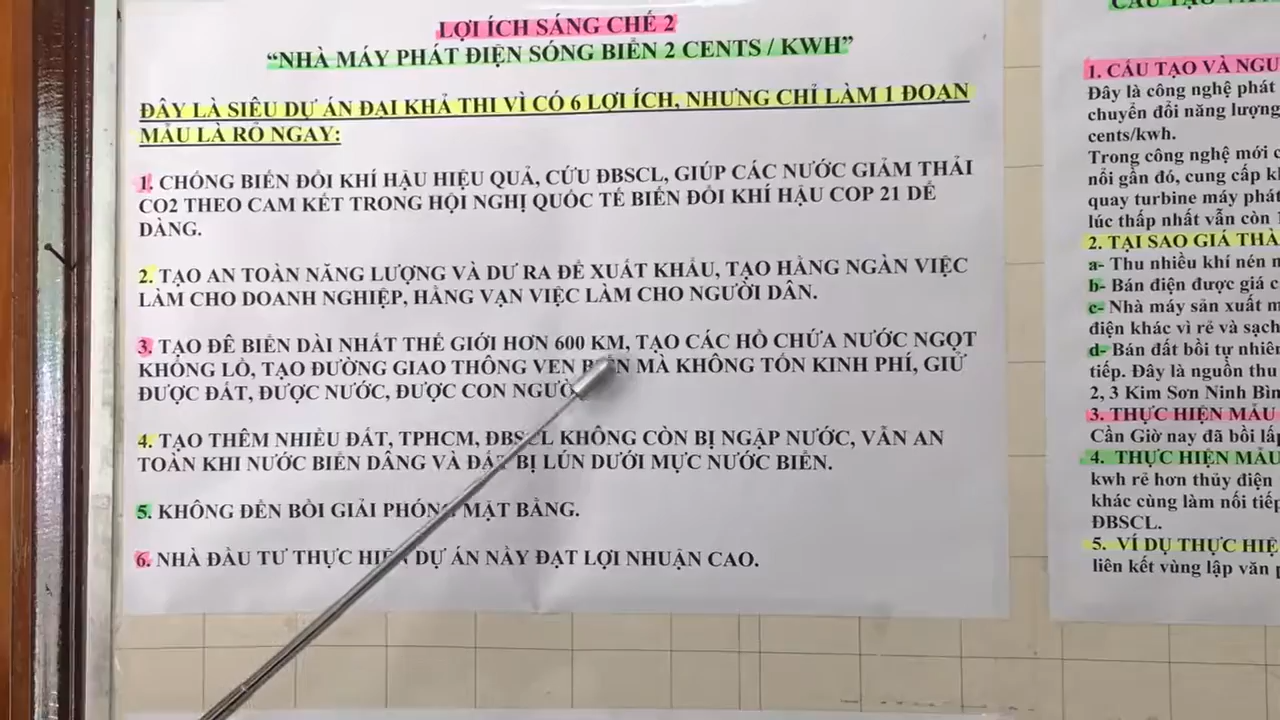 LỢI ÍCH SÁNG CHẾ 2
“NHÀ MÁY PHÁT ĐIỆN SÓNG BIỂN 2 CENTS / KWH”
ĐÂY LÀ SIÊU DỰ ÁN ĐẠI KHẢ THI VÌ CÓ 6 LỢI ÍCH, NHƯNG CHỈ LÀM 1 ĐOẠN
MẪU LÀ RÕ NGAY:
1. CHỐNG BIẾN ĐỔI KHÍ HẬU HIỆU QUẢ, CỨU ĐBSCL, GIÚP CÁC NƯỚC GIẢM THẢI
CO2 THEO CAM KẾT TRONG HỘI NGHỊ QUỐC TẾ BIẾN ĐỔI KHÍ HẬU COP 21 DỄ
DÀNG.
2. TẠO AN TOÀN NĂNG LƯỢNG VÀ DƯ RA ĐỂ XUẤT KHẨU, TẠO HÀNG NGÀN VIỆC
LÀM CHO DOANH NGHIỆP, HÀNG VẠN VIỆC LÀM CHO NGƯỜI DÂN.
3. TẠO ĐÊ BIỂN DÀI NHẤT THẾ GIỚI HƠN 600 KM, TẠO CÁC HỒ CHỨA NƯỚC NGỌT
KHỔNG LỒ, TẠO ĐƯỜNG GIAO THÔNG VEN BIỂN MÀ KHÔNG TỐN KINH PHÍ, GIỮ
ĐƯỢC ĐẤT, ĐƯỢC NƯỚC, ĐƯỢC CON NGƯỜI
4. TẠO THÊM NHIỀU ĐẤT, TPHCM, ĐBSCL KHÔNG CÒN BỊ NGẬP NƯỚC, VẪN AN
TOÀN KHI NƯỚC BIỂN DÂNG VÀ ĐẤT BỊ LÚN DƯỚI MỰC NƯỚC BIỂN.
5. KHÔNG ĐỀN BỒI GIẢI PHÓNG MẶT BẰNG.
6. NHÀ ĐẦU TƯ THỰC HIỆN DỰ ÁN NÀY ĐẠT LỢI NHUẬN CAO.
1. CẤU TẠO VÀ
Đây là công nghệ phát
chuyển đổi năng lượng
cents/kwh.
Trong công nghệ mới
nổi gần đó, cung cấp
quay turbine máy phát
lúc thấp nhất vẫn còn
2. TẠI SAO GIÁ
a- Thu nhiều khí nén
b- Bán điện được giá
c- Nhà máy sản xuất
điện khác vì rẻ và sạch
d- Bán đất bồi tự nhiên
tiếp. Đây là nguồn thu
2, 3 Kim Sơn Ninh
3. THỰC HIỆN MẪU
Cần Giờ nay đã bồi
4. THỰC HIỆN MẪU
kwh rẻ hơn thủy điện
khác cùng làm nối
ĐBSCL.
5. VÍ DỤ THỰC
liên kết vùng lập văn